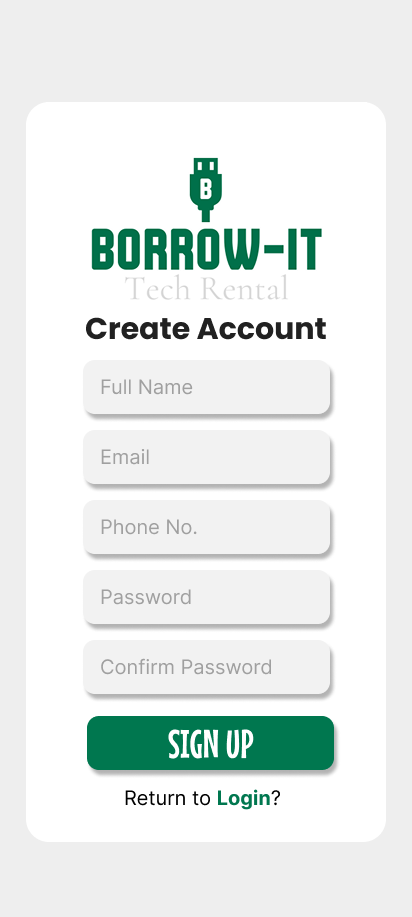 B
BORROW-IT
Tech Rental
Create Account
Full Name
Email
Phone No.
Password
Confirm Password
SIGN UP
Return to Login?